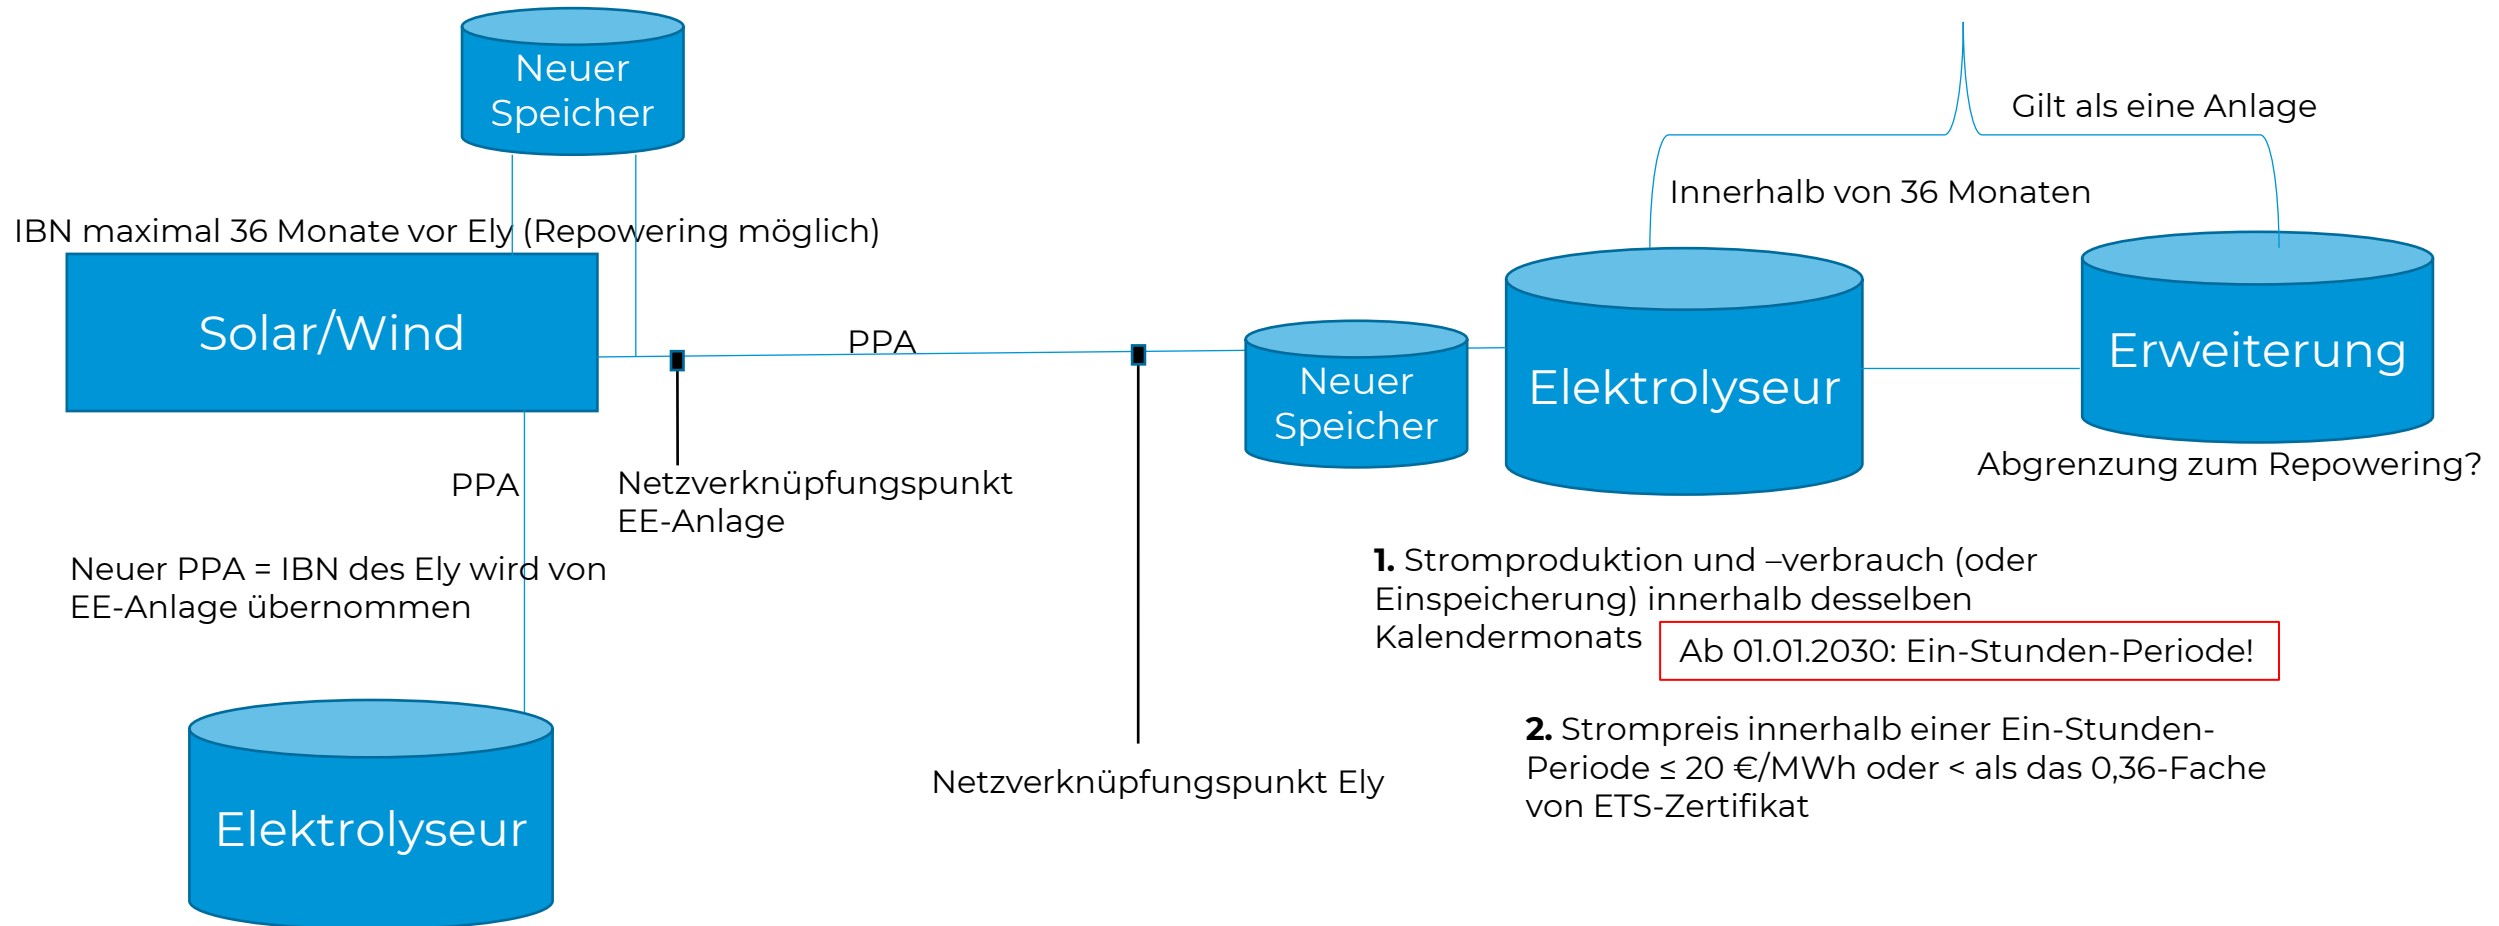 Neuer
Speicher
Gilt als eine Anlage
Innerhalb von 36 Monaten
IBN maximal 36 Monate vor Ely (Repowering möglich)
Solar/Wind
PPA
Neuer
Speicher
Elektrolyseur
Erweiterung
Abgrenzung zum Repowering?
PPA
Netzverknüpfungspunkt
EE-Anlage
Neuer PPA = IBN des Ely wird von
EE-Anlage übernommen
1. Stromproduktion und –verbrauch (oder
Einspeicherung) innerhalb desselben
Kalendermonats
Ab 01.01.2030: Ein-Stunden-Periode!
2. Strompreis innerhalb einer Ein-Stunden-
Periode ≤ 20 €/MWh oder < als das 0,36-Fache
von ETS-Zertifikat
Netzverknüpfungspunkt Ely
Elektrolyseur